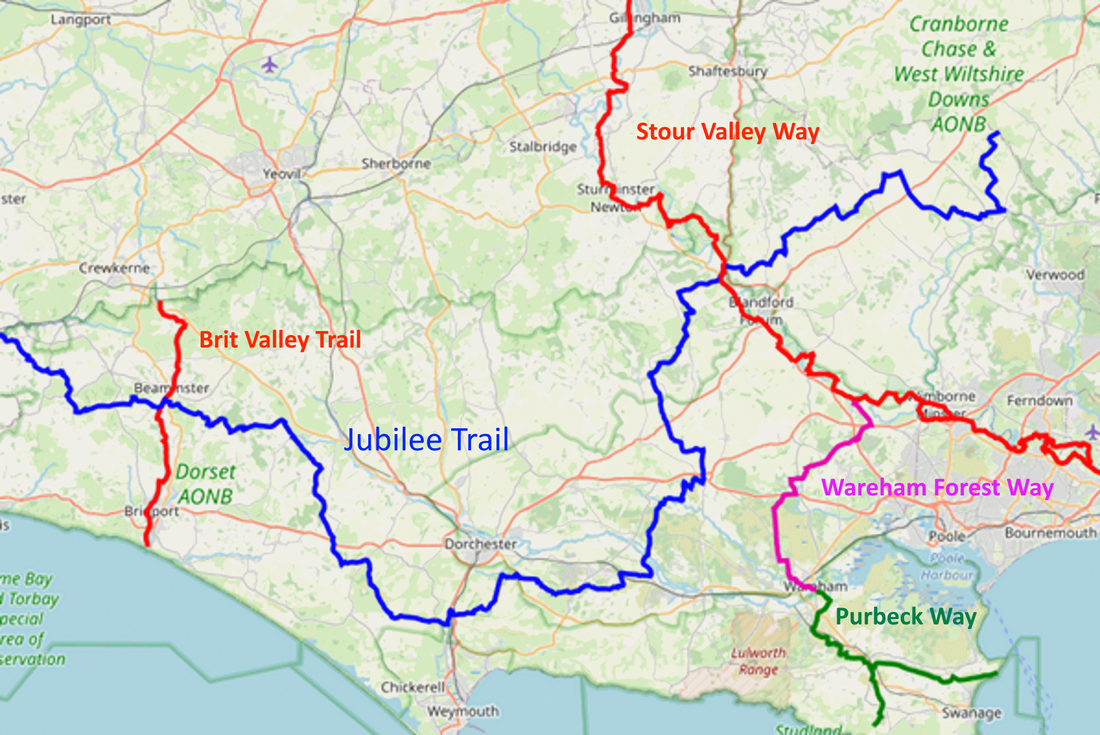 Langport
Gillingham
Cranborne
Chase &
West Wiltshire
Downs
AONB
Shaftesbury
Stour Valley Way
Stalbridge
Sherborne
Yeovil
ster
Sturminster
Newton
Crewkerne
Verwood
Blandford
Forum
Brit Valley Trail
Beaminster
Wimborne
Minster
Ferndown
Jubilee Trail
Dorset
AONB
Wareham Forest Way
Bridport
is
Dorchester
Poole
Bournemouth
Poole
Harbour
me Bay
d Torbay
pecial
rea of
servation
Wareham
Purbeck Way
Lulworth
Range
Chickerell
Weymouth
Swanage
Studland